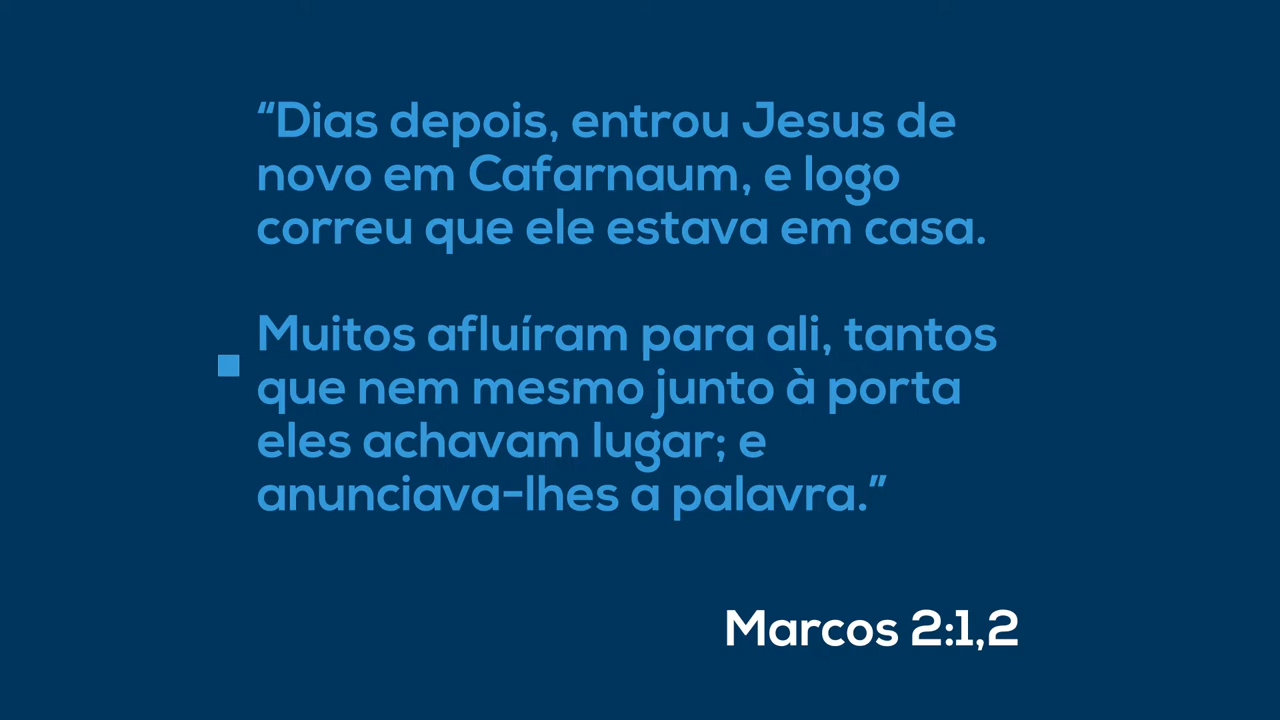 “Dias depois, entrou Jesus de
novo em Cafarnaum, e logo
correu que ele estava em casa.
Muitos afluíram para ali, tantos
que nem mesmo junto à porta
eles achavam lugar; e
anunciava-lhes a palavra.”
Marcos 2:1,2